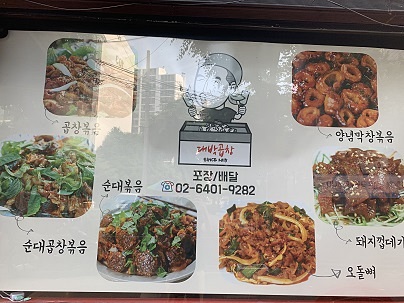 곱창볶음
대박곱창
SINCE 1413
양념막창볶음
포장/배달
☎02-6401-9282
순대볶음
순대곱창볶음
돼지껍데기
오돌뼈